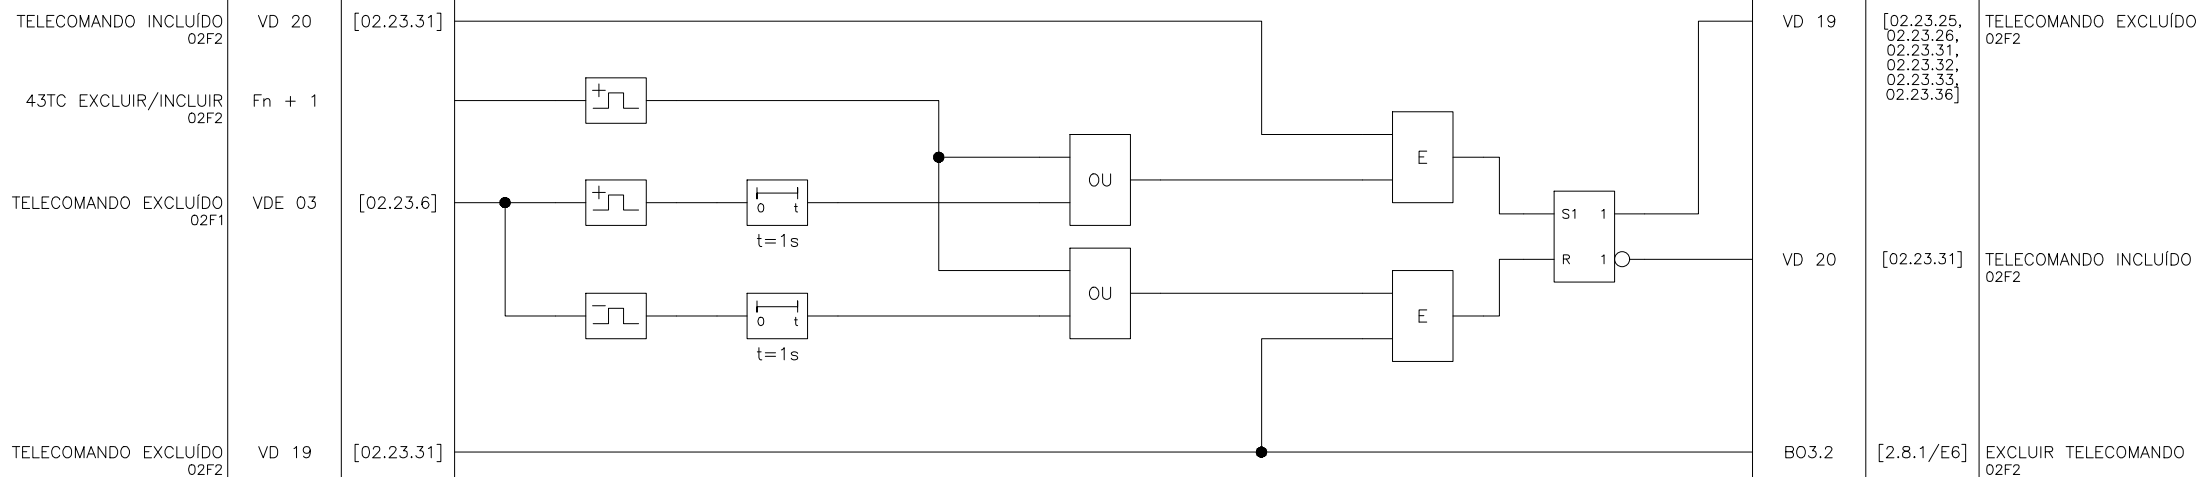 TELECOMANDO INCLUÍDO VD 20 [02.23.31]
02F2
43TC EXCLUIR/INCLUIR Fn + 1
02F2
TELECOMANDO EXCLUÍDO VDE 03 [02.23.6]
02F1
TELECOMANDO EXCLUÍDO VD 19 [02.23.31]
02F2
+
+
0 t
t=1s
−
0 t
t=1s
OU
OU
E
E
S1 1
R 1
VD 19 [02.23.25, TELECOMANDO EXCLUÍDO
02.23.26, 02F2
02.23.31,
02.23.32,
02.23.33,
02.23.36]
VD 20 [02.23.31] TELECOMANDO INCLUÍDO
02F2
BO3.2 [2.8.1/E6] EXCLUIR TELECOMANDO
02F2